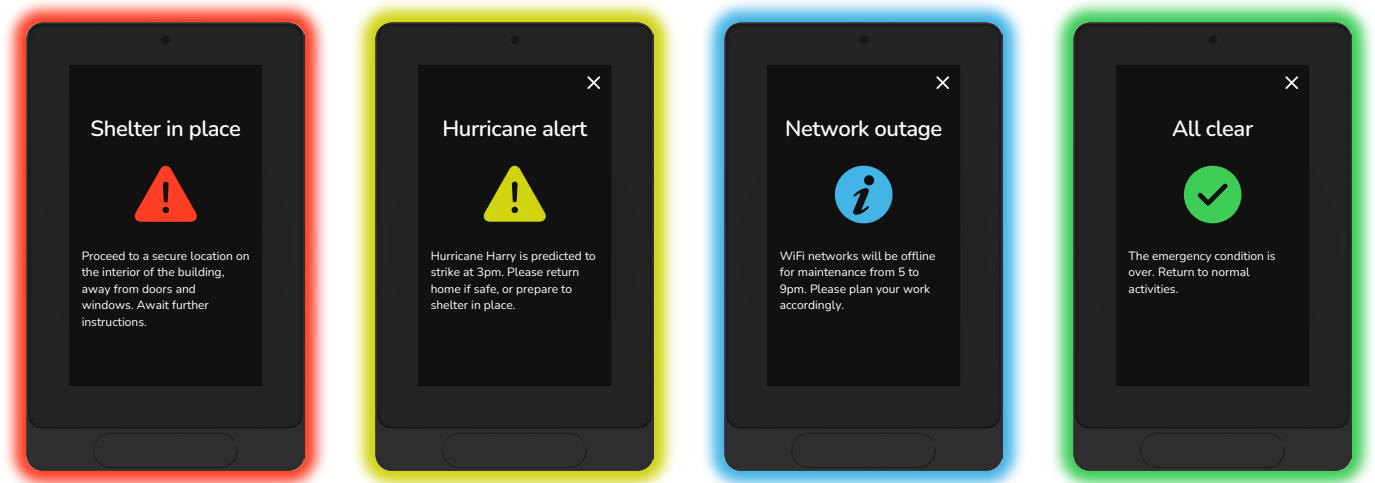 Shelter in place
Proceed to a secure location on
the interior of the building,
away from doors and
windows. Await further
instructions.
Hurricane alert
Hurricane Harry is predicted to
strike at 3pm. Please return
home if safe, or prepare to
shelter in place.
Network outage
WiFi networks will be offline
for maintenance from 5 to
9pm. Please plan your work
accordingly.
All clear
The emergency condition is
over. Return to normal
activities.